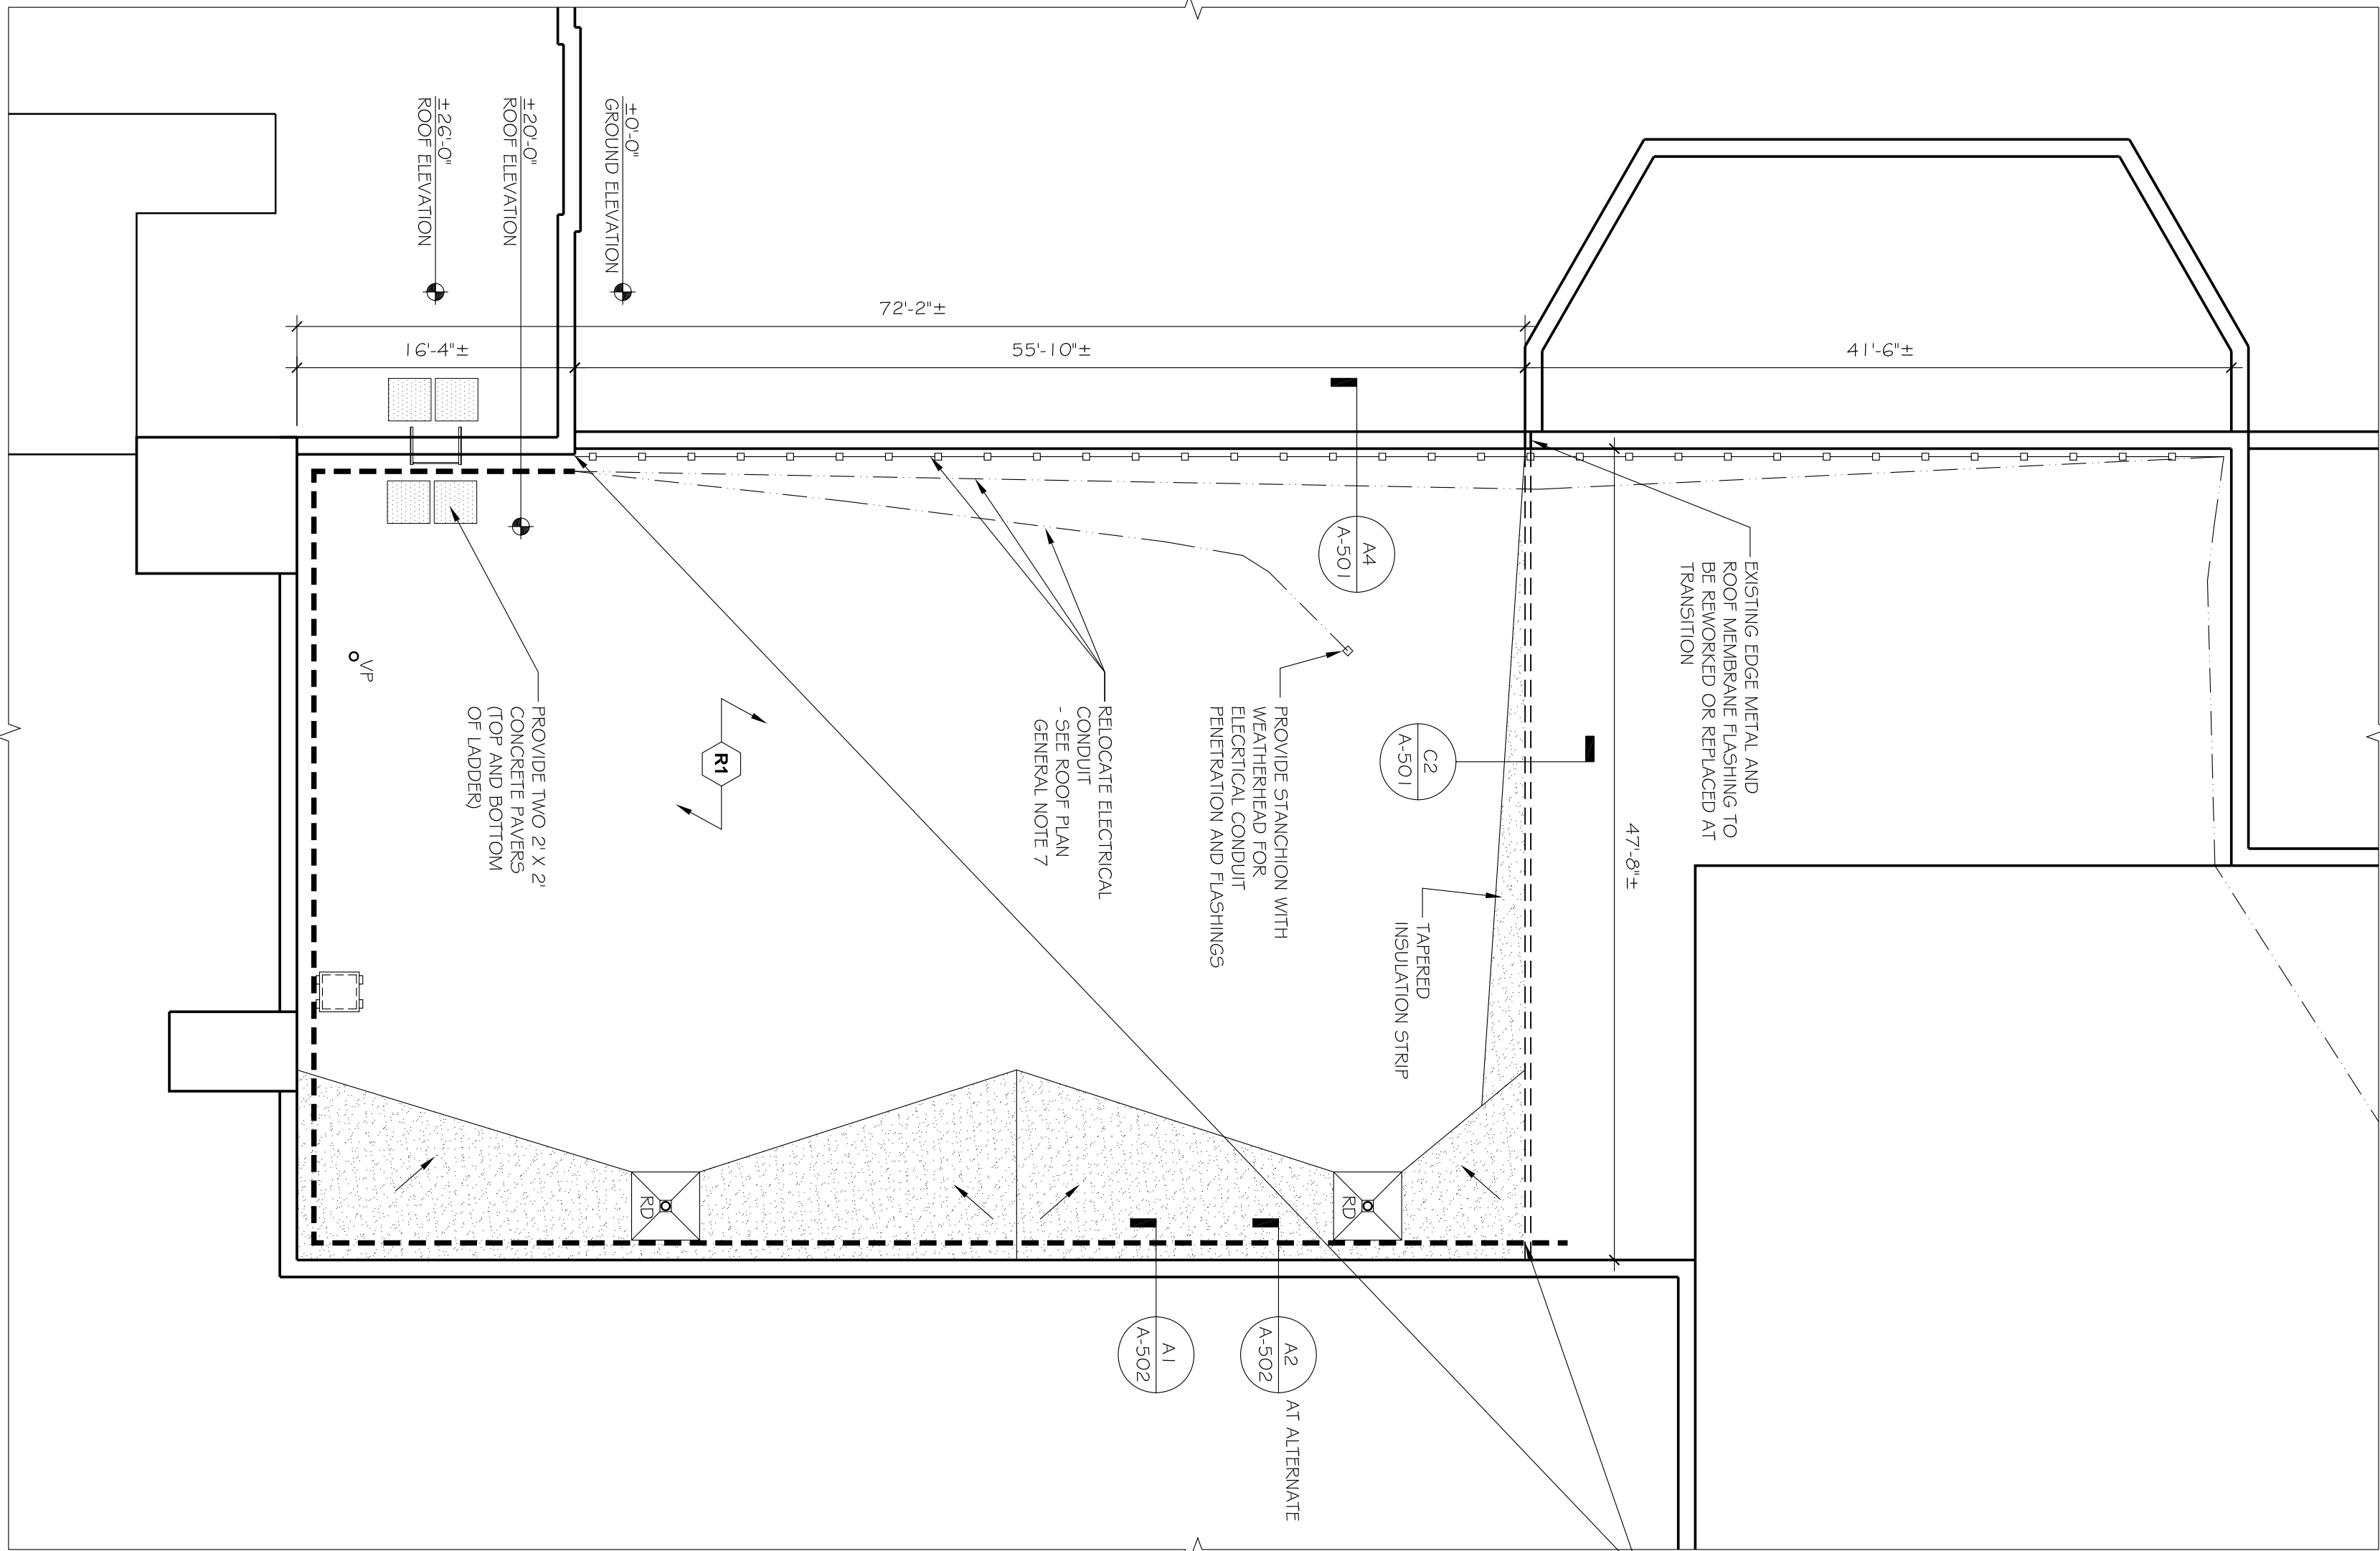 ±0'-0"
GROUND ELEVATION
±20'-0"
ROOF ELEVATION
±26'-0"
ROOF ELEVATION
72'-2"±
16'-4"±
55'-10"±
41'-6"±
47'-8"±
EXISTING EDGE METAL AND
ROOF MEMBRANE FLASHING TO
BE REWORKED OR REPLACED AT
TRANSITION
A4
A-501
C2
A-501
TAPERED
INSULATION STRIP
PROVIDE STANCHION WITH
WEATHERHEAD FOR
ELECRTICAL CONDUIT
PENETRATION AND FLASHINGS
RELOCATE ELECTRICAL
CONDUIT
- SEE ROOF PLAN
GENERAL NOTE 7
R1
PROVIDE TWO 2' X 2'
CONCRETE PAVERS
(TOP AND BOTTOM
OF LADDER)
VP
RD
RD
A2
A-502
AT ALTERNATE
A1
A-502